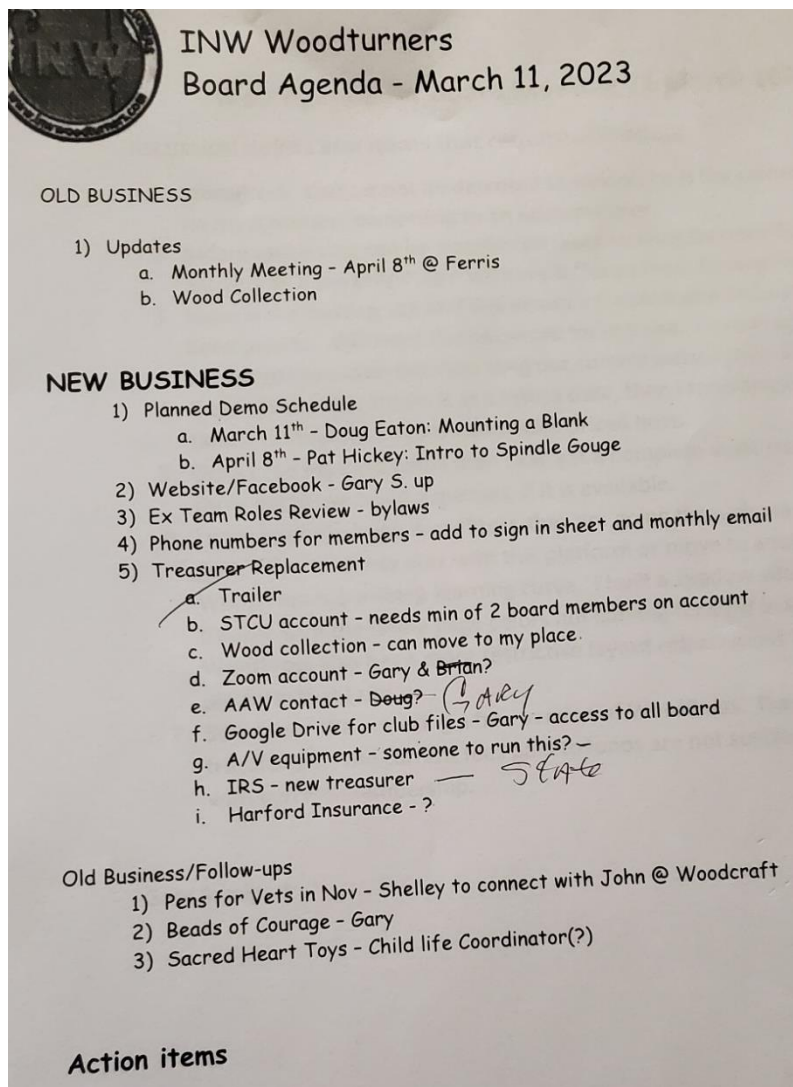 INW
INW Woodturners
Board Agenda - March 11, 2023
OLD BUSINESS
1) Updates
a. Monthly Meeting - April 8th @ Ferris
b. Wood Collection
NEW BUSINESS
1) Planned Demo Schedule
a. March 11th - Doug Eaton: Mounting a Blank
b. April 8th - Pat Hickey: Intro to Spindle Gouge
2) Website/Facebook - Gary S. up
3) Ex Team Roles Review - bylaws
4) Phone numbers for members - add to sign in sheet and monthly email
5) Treasurer Replacement
a. Trailer
b. STCU account - needs min of 2 board members on account
c. Wood collection - can move to my place.
d. Zoom account - Gary & Brian?
e. AAW contact - Doug? GARY
f. Google Drive for club files - Gary - access to all board
g. A/V equipment - someone to run this? -
h. IRS - new treasurer — State
i. Harford Insurance - ?
Old Business/Follow-ups
1) Pens for Vets in Nov - Shelley to connect with John @ Woodcraft
2) Beads of Courage - Gary
3) Sacred Heart Toys - Child life Coordinator(?)
Action items